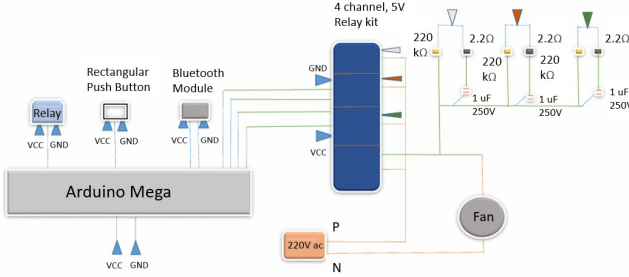 4 channel, 5V
Relay kit
220
kΩ
2.2Ω
220
kΩ
2.2Ω
220
kΩ
2.2Ω
1 uF
250V
1 uF
250V
1 uF
250V
GND
VCC
Rectangular
Push Button
Bluetooth
Module
Relay
VCC GND
VCC GND
VCC GND
Arduino Mega
VCC GND
220V ac
P
N
Fan